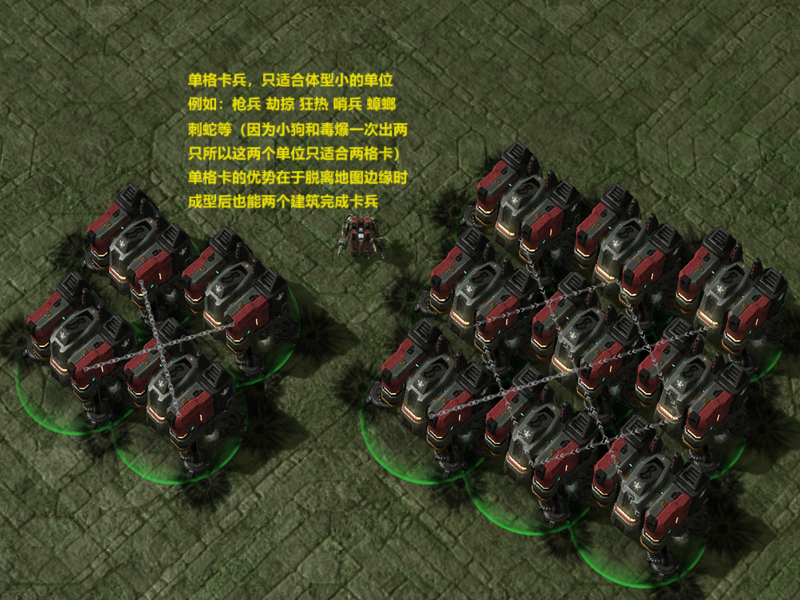 单格卡兵，只适合体型小的单位
例如：枪兵 劫掠 狂热 哨兵 蟑螂
刺蛇等（因为小狗和毒爆一次出两
只所以这两个单位只适合两格卡）
单格卡的优势在于脱离地图边缘时
成型后也能两个建筑完成卡兵